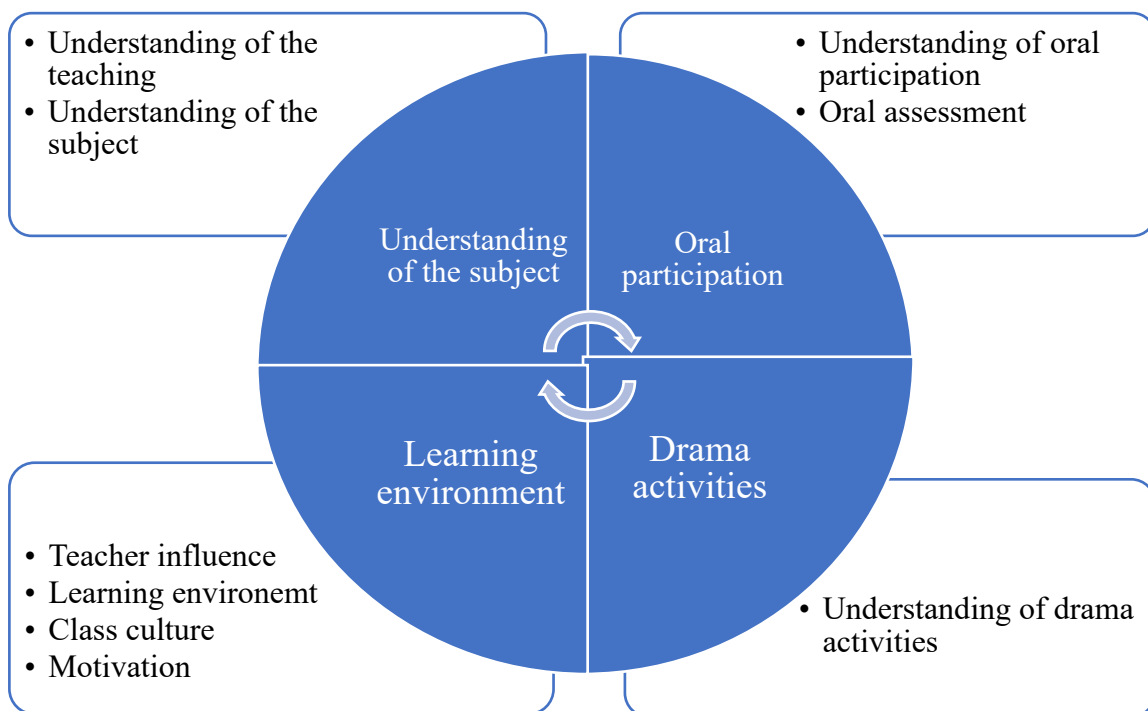 • Understanding of the
teaching
• Understanding of the
subject
• Understanding of oral
participation
• Oral assessment
Understanding
of the subject
Oral
participation
Learning
environment
Drama
activities
• Teacher influence
• Learning environemt
• Class culture
• Motivation
• Understanding of drama
activities